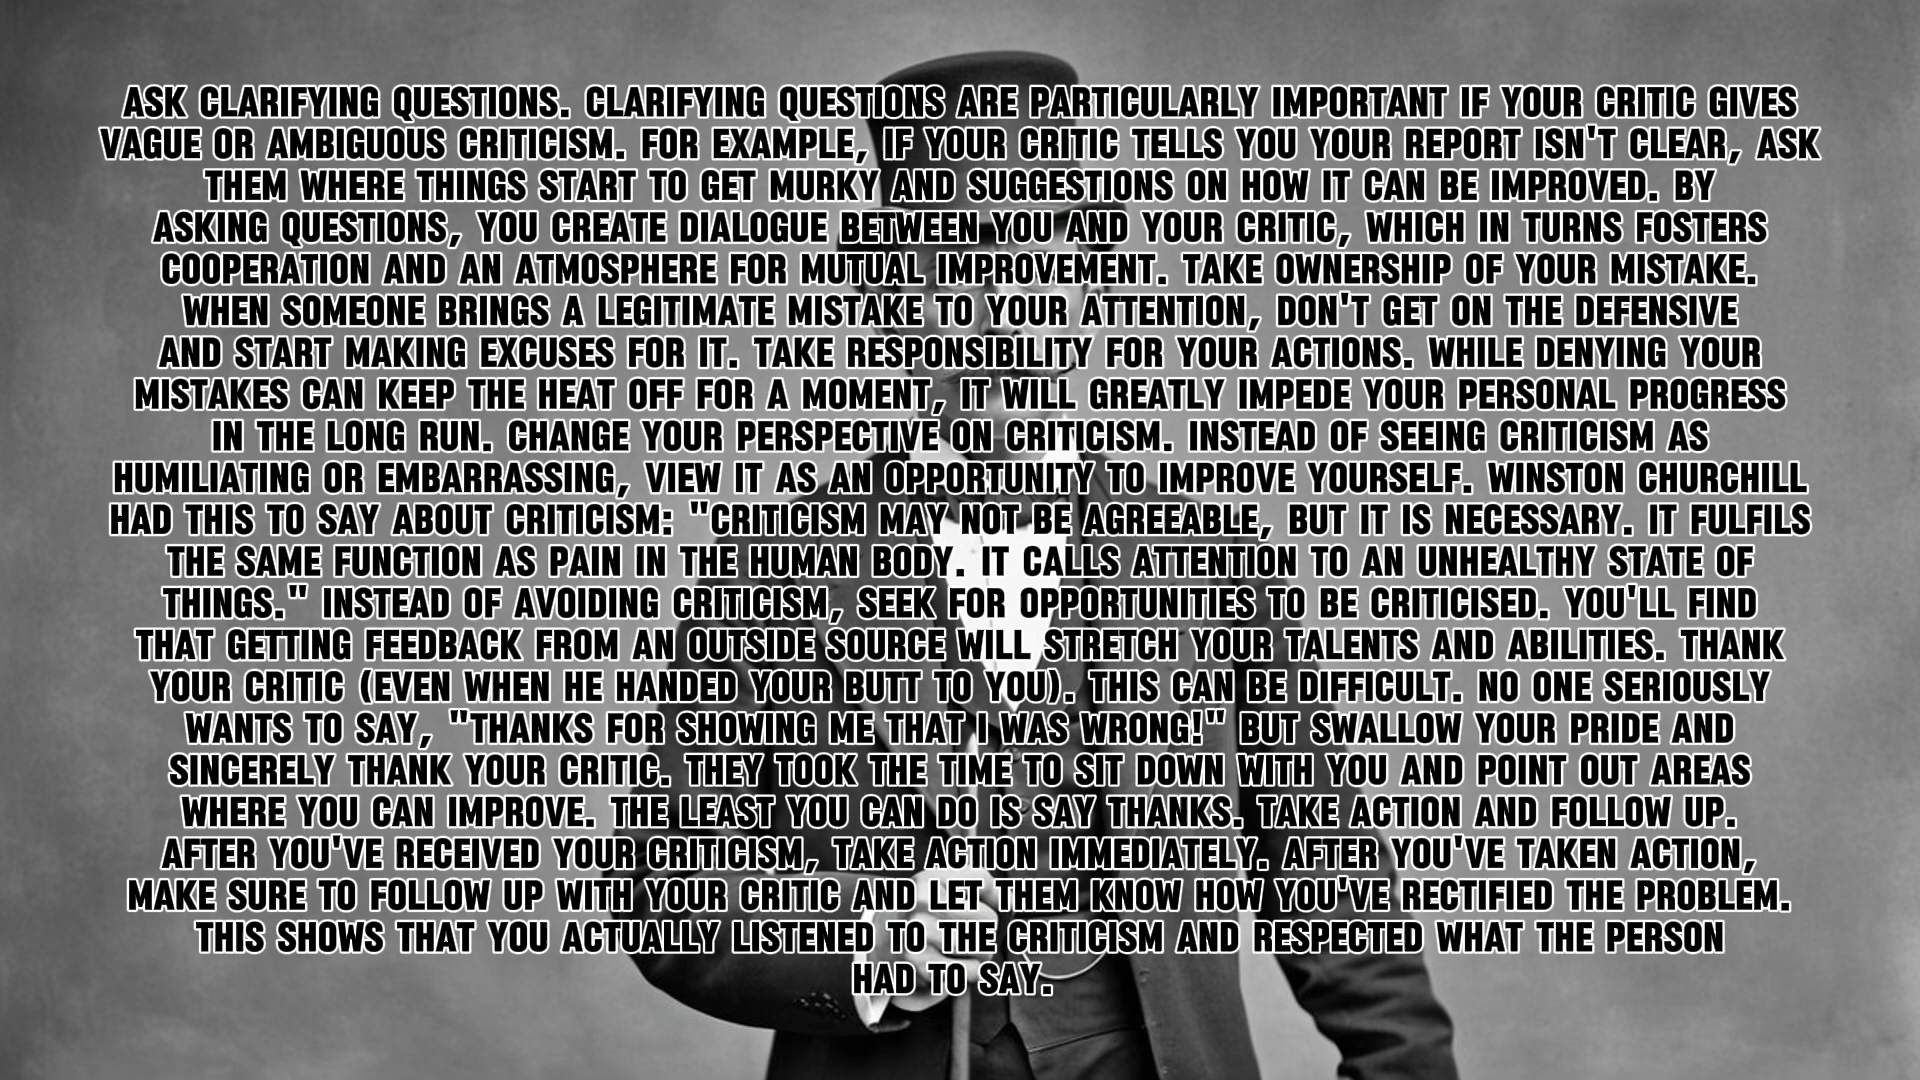 ASK CLARIFYING QUESTIONS. CLARIFYING QUESTIONS ARE PARTICULARLY IMPORTANT IF YOUR CRITIC GIVES
VAGUE OR AMBIGUOUS CRITICISM. FOR EXAMPLE, IF YOUR CRITIC TELLS YOU YOUR REPORT ISN'T CLEAR, ASK
THEM WHERE THINGS START TO GET MURKY AND SUGGESTIONS ON HOW IT CAN BE IMPROVED. BY
ASKING QUESTIONS, YOU CREATE DIALOGUE BETWEEN YOU AND YOUR CRITIC, WHICH IN TURNS FOSTERS
COOPERATION AND AN ATMOSPHERE FOR MUTUAL IMPROVEMENT. TAKE OWNERSHIP OF YOUR MISTAKE.
WHEN SOMEONE BRINGS A LEGITIMATE MISTAKE TO YOUR ATTENTION, DON'T GET ON THE DEFENSIVE
AND START MAKING EXCUSES FOR IT. TAKE RESPONSIBILITY FOR YOUR ACTIONS. WHILE DENYING YOUR
MISTAKES CAN KEEP THE HEAT OFF FOR A MOMENT, IT WILL GREATLY IMPEDE YOUR PERSONAL PROGRESS
IN THE LONG RUN. CHANGE YOUR PERSPECTIVE ON CRITICISM. INSTEAD OF SEEING CRITICISM AS
HUMILIATING OR EMBARRASSING, VIEW IT AS AN OPPORTUNITY TO IMPROVE YOURSELF. WINSTON CHURCHILL
HAD THIS TO SAY ABOUT CRITICISM: "CRITICISM MAY NOT BE AGREEABLE, BUT IT IS NECESSARY. IT FULFILS
THE SAME FUNCTION AS PAIN IN THE HUMAN BODY. IT CALLS ATTENTION TO AN UNHEALTHY STATE OF
THINGS." INSTEAD OF AVOIDING CRITICISM, SEEK FOR OPPORTUNITIES TO BE CRITICISED. YOU'LL FIND
THAT GETTING FEEDBACK FROM AN OUTSIDE SOURCE WILL STRETCH YOUR TALENTS AND ABILITIES. THANK
YOUR CRITIC (EVEN WHEN HE HANDED YOUR BUTT TO YOU). THIS CAN BE DIFFICULT. NO ONE SERIOUSLY
WANTS TO SAY, "THANKS FOR SHOWING ME THAT I WAS WRONG!" BUT SWALLOW YOUR PRIDE AND
SINCERELY THANK YOUR CRITIC. THEY TOOK THE TIME TO SIT DOWN WITH YOU AND POINT OUT AREAS
WHERE YOU CAN IMPROVE. THE LEAST YOU CAN DO IS SAY THANKS. TAKE ACTION AND FOLLOW UP.
AFTER YOU'VE RECEIVED YOUR CRITICISM, TAKE ACTION IMMEDIATELY. AFTER YOU'VE TAKEN ACTION,
MAKE SURE TO FOLLOW UP WITH YOUR CRITIC AND LET THEM KNOW HOW YOU'VE RECTIFIED THE PROBLEM.
THIS SHOWS THAT YOU ACTUALLY LISTENED TO THE CRITICISM AND RESPECTED WHAT THE PERSON
HAD TO SAY.